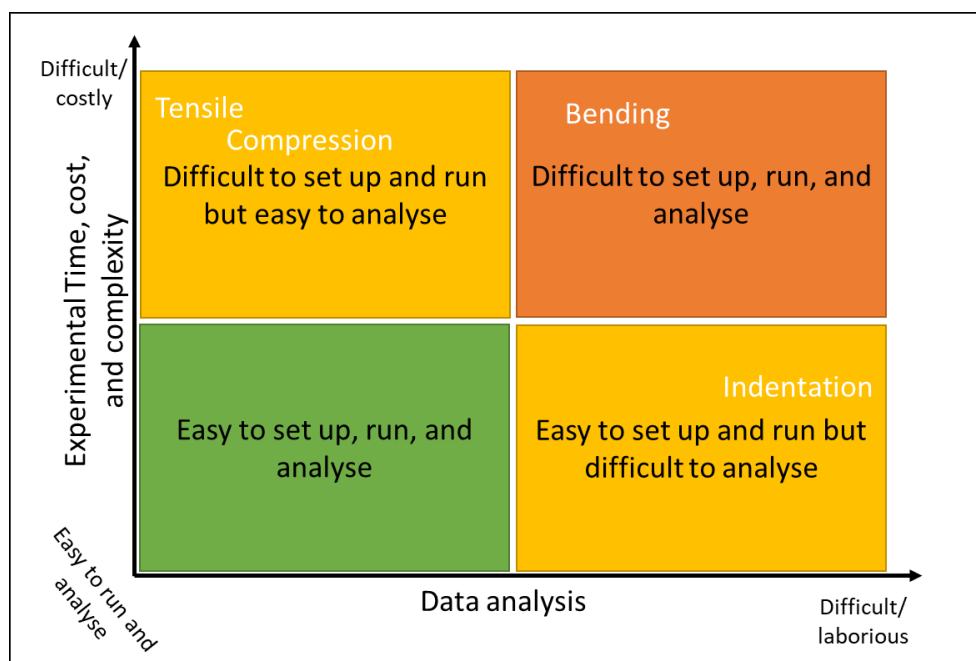 Difficult/
costly
Experimental Time, cost,
and complexity
Tensile
Compression
Difficult to set up and run
but easy to analyse
Bending
Difficult to set up, run, and
analyse
Easy to set up, run, and
analyse
Indentation
Easy to set up and run but
difficult to analyse
Easy to run and
analyse
Data analysis
Difficult/
laborious